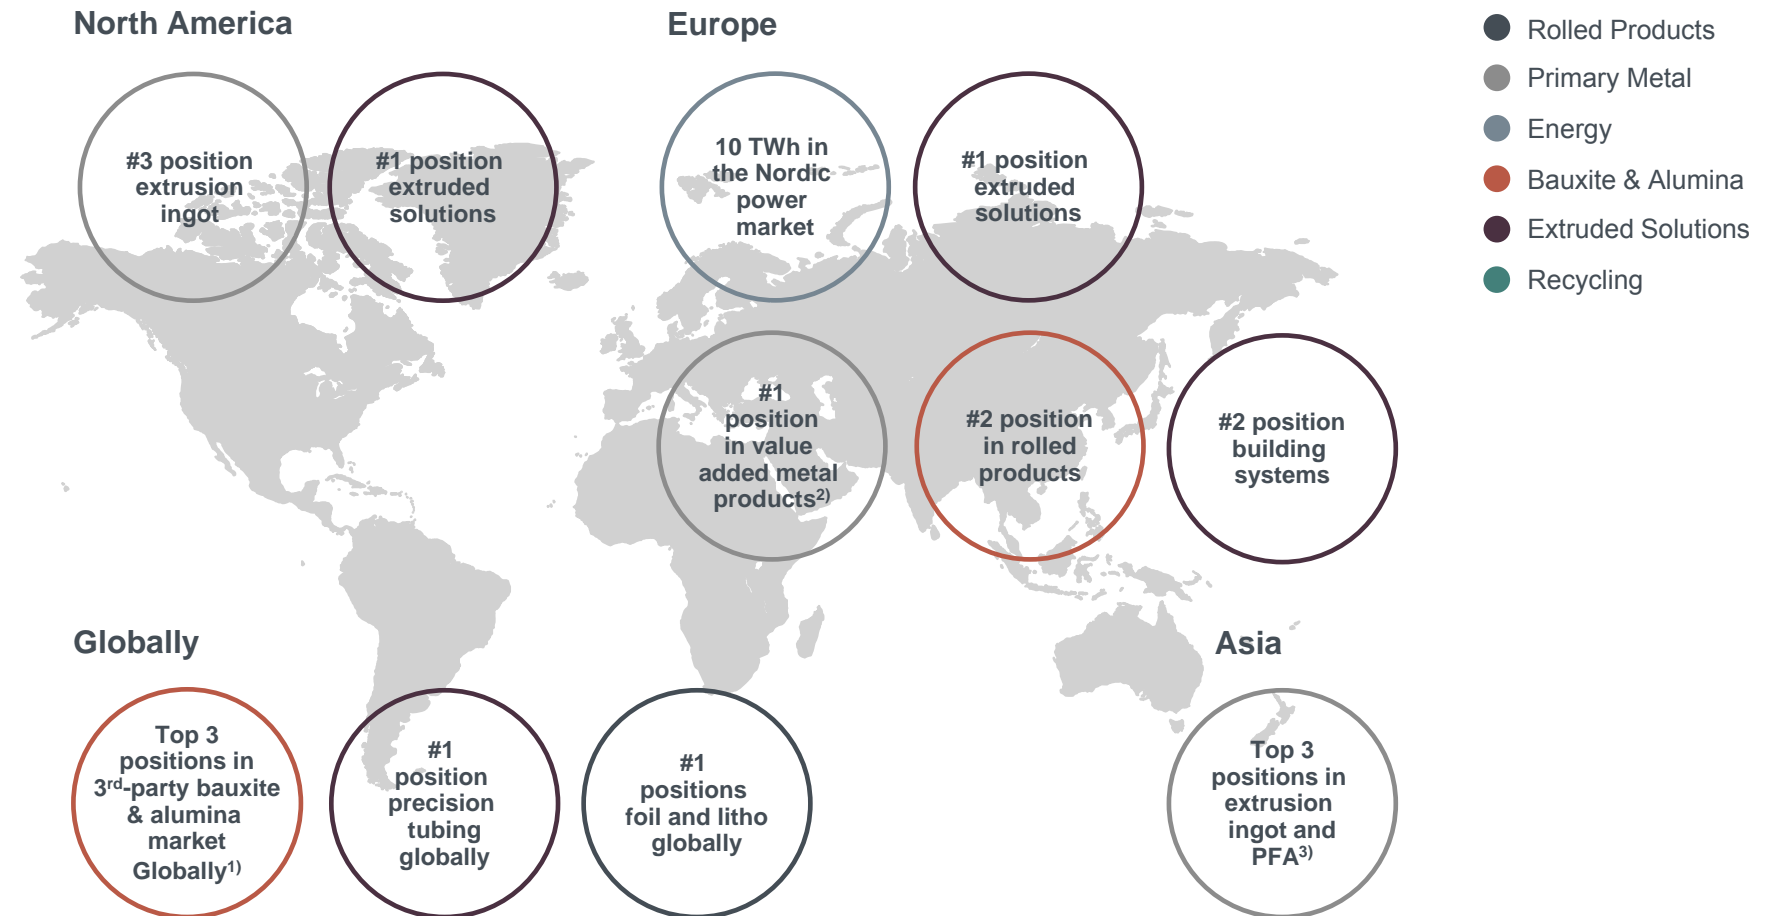 North America
#3 position
extrusion
ingot
#1 position
extruded
solutions
Europe
10 TWh in
the Nordic
power
market
#1 position
extruded
solutions
#1
position
in value
added metal
products2)
#2 position
in rolled
products
#2 position
building
systems
Rolled Products
Primary Metal
Energy
Bauxite & Alumina
Extruded Solutions
Recycling
Globally
Top 3
positions in
3rd-party bauxite
& alumina
market
Globally1)
#1
position
precision
tubing
globally
#1
positions
foil and litho
globally
Asia
Top 3
positions in
extrusion
ingot and
PFA3)